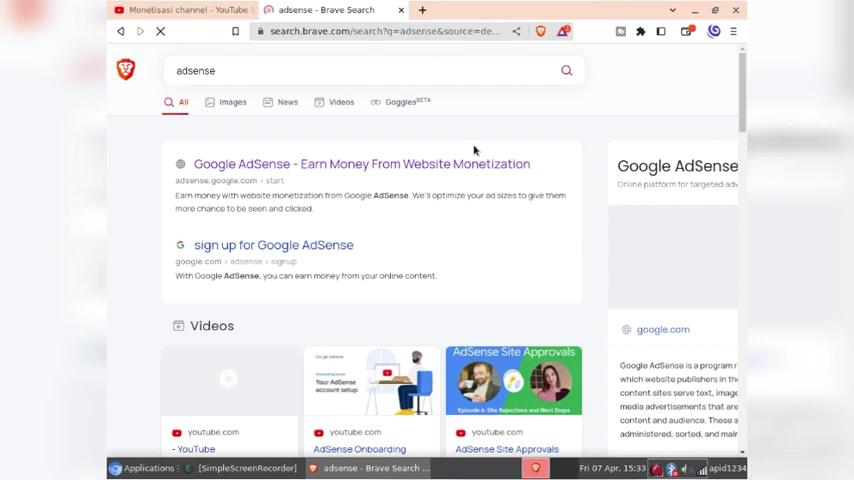 Monetisasi channel - YouTube S
adsense - Brave Search
search.brave.com/search?q=adsense&source=de...
adsense
All
Images
News
Videos
Goggles BETA
Google AdSense - Earn Money From Website Monetization
adsense.google.com › start
Earn money with website monetization from Google AdSense. We'll optimize your ad sizes to give them
more chance to be seen and clicked.
sign up for Google AdSense
google.com › adsense › signup
With Google AdSense, you can earn money from your online content.
Google AdSense
Online platform for targeted adv
google.com
Google AdSense is a program r
which website publishers in the
content sites serve text, image
media advertisements that are
content and audience. These a
administered, sorted, and main
Videos
Google AdSense
Your AdSense
account setup
AdSense Site Approvals
Episode 6: Site Rejections and Next Steps
youtube.com
youtube.com
youtube.com
- YouTube
AdSense Onboarding
AdSense Site Approvals
Applications
[SimpleScreenRecorder]
adsense - Brave Search ...
Fri 07 Apr, 15:33
apid1234